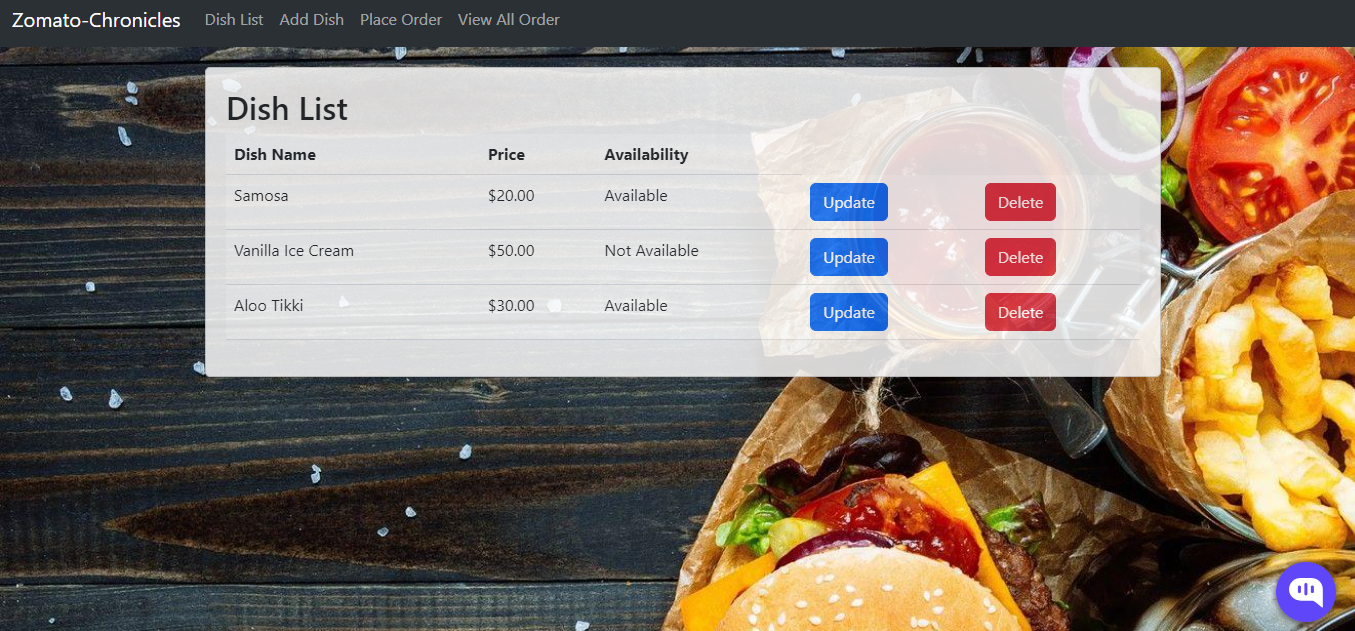 Zomato-Chronicles Dish List Add Dish Place Order View All Order
Dish List
Dish Name Price Availability
Samosa $20.00 Available Update Delete
Vanilla Ice Cream $50.00 Not Available Update Delete
Aloo Tikki $30.00 Available Update Delete